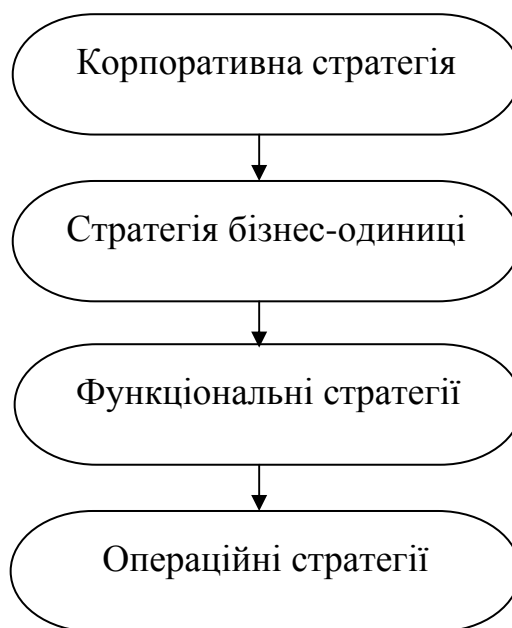 Корпоративна стратегія
Стратегія бізнес-одиниці
Функціональні стратегії
Операційні стратегії